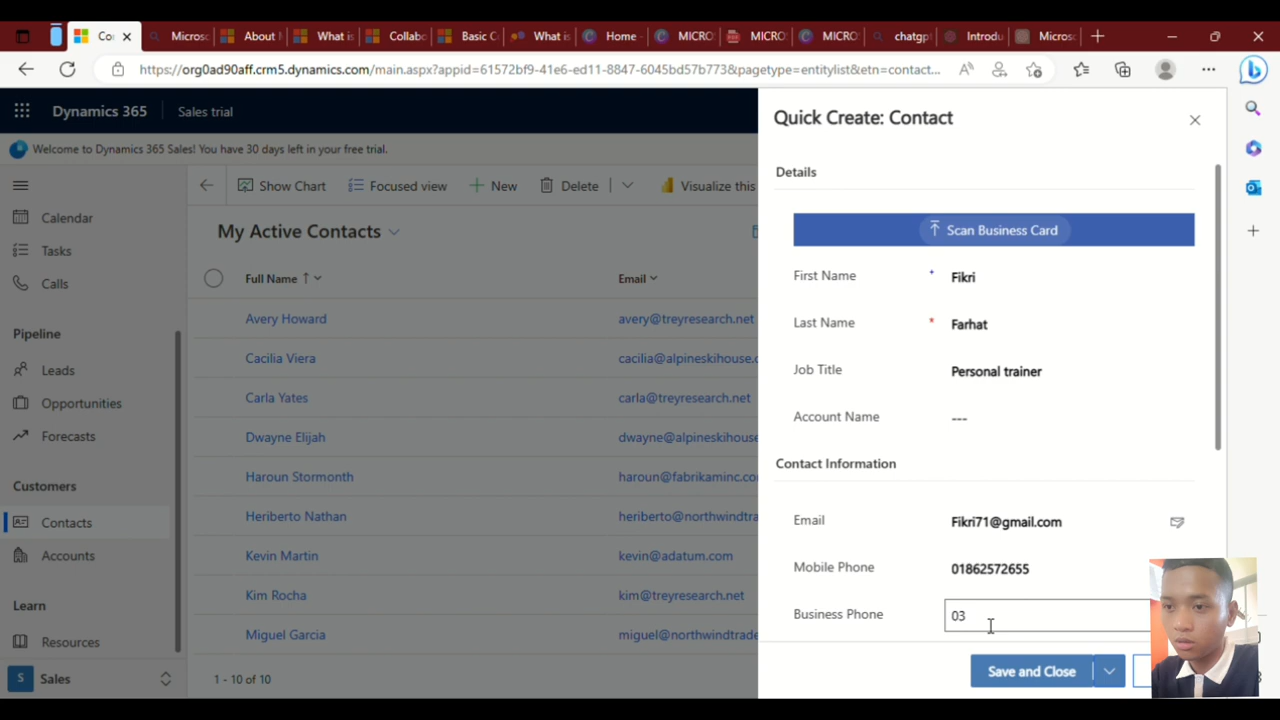 Co
Microso
About M
What is
Collabo
Basic C
What is
Home -
MICRO
MICRO
MICRO
chatgp
Introdu
Microso
https://org0ad90aff.crm5.dynamics.com/main.aspx?appid=61572bf9-41e6-ed11-8847-6045bd57b773&pagetype=entitylist&etn=contact...
Dynamics 365
Sales trial
Welcome to Dynamics 365 Sales! You have 30 days left in your free trial.
Calendar
Tasks
Calls
Pipeline
Leads
Opportunities
Forecasts
Customers
Contacts
Accounts
Learn
Resources
S Sales
Show Chart
Focused view
New
Delete
Visualize this
My Active Contacts
Full Name
Email
Avery Howard avery@treyresearch.net
Cacilia Viera cacilia@alpineskihouse.c
Carla Yates carla@treyresearch.net
Dwayne Elijah dwayne@alpineskihouse
Haroun Stormonth haroun@fabrikaminc.co
Heriberto Nathan heriberto@northwindtra
Kevin Martin kevin@adatum.com
Kim Rocha kim@treyresearch.net
Miguel Garcia miguel@northwindtrade
1 - 10 of 10
Quick Create: Contact
Details
Scan Business Card
First Name Fikri
Last Name * Farhat
Job Title Personal trainer
Account Name ---
Contact Information
Email Fikri71@gmail.com
Mobile Phone 01862572655
Business Phone 03
Save and Close